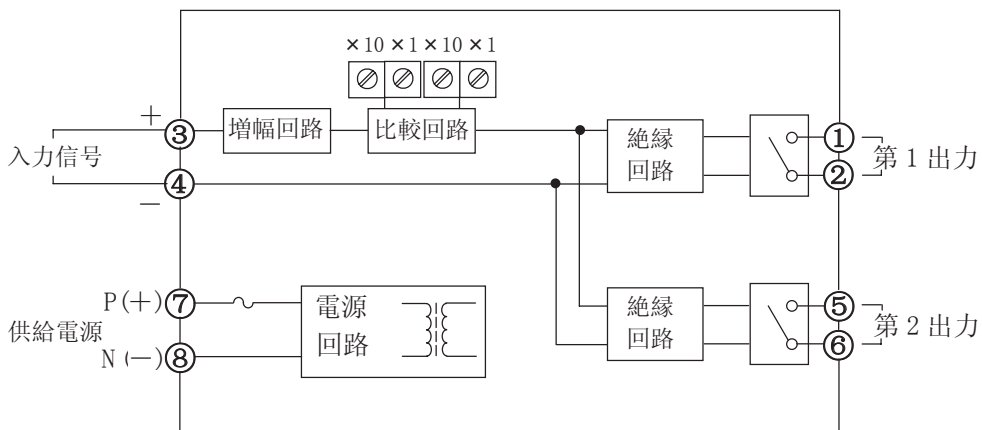 ×10 ×1 ×10 ×1
+
③ 増幅回路 比較回路
入力信号
④
−
絶縁
回路
①
第1出力
②
P(+)⑦
供給電源
N(−)⑧
電源
回路
絶縁
回路
⑤
第2出力
⑥